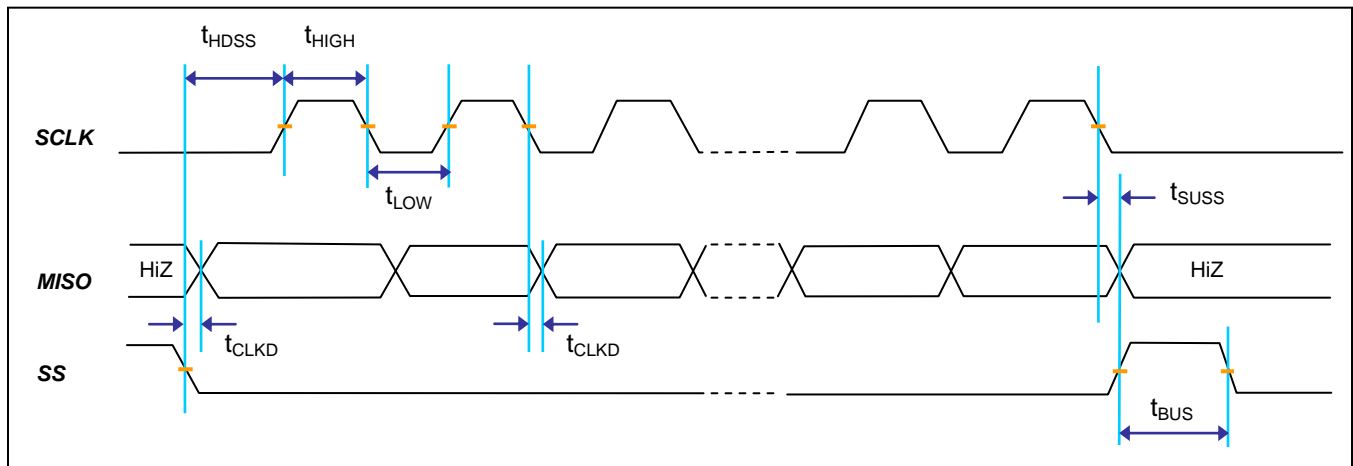 tHDSS tHIGH
SCLK
tLOW
tSUSS
HiZ HiZ
MISO
tCLKD tCLKD
SS
tBUS